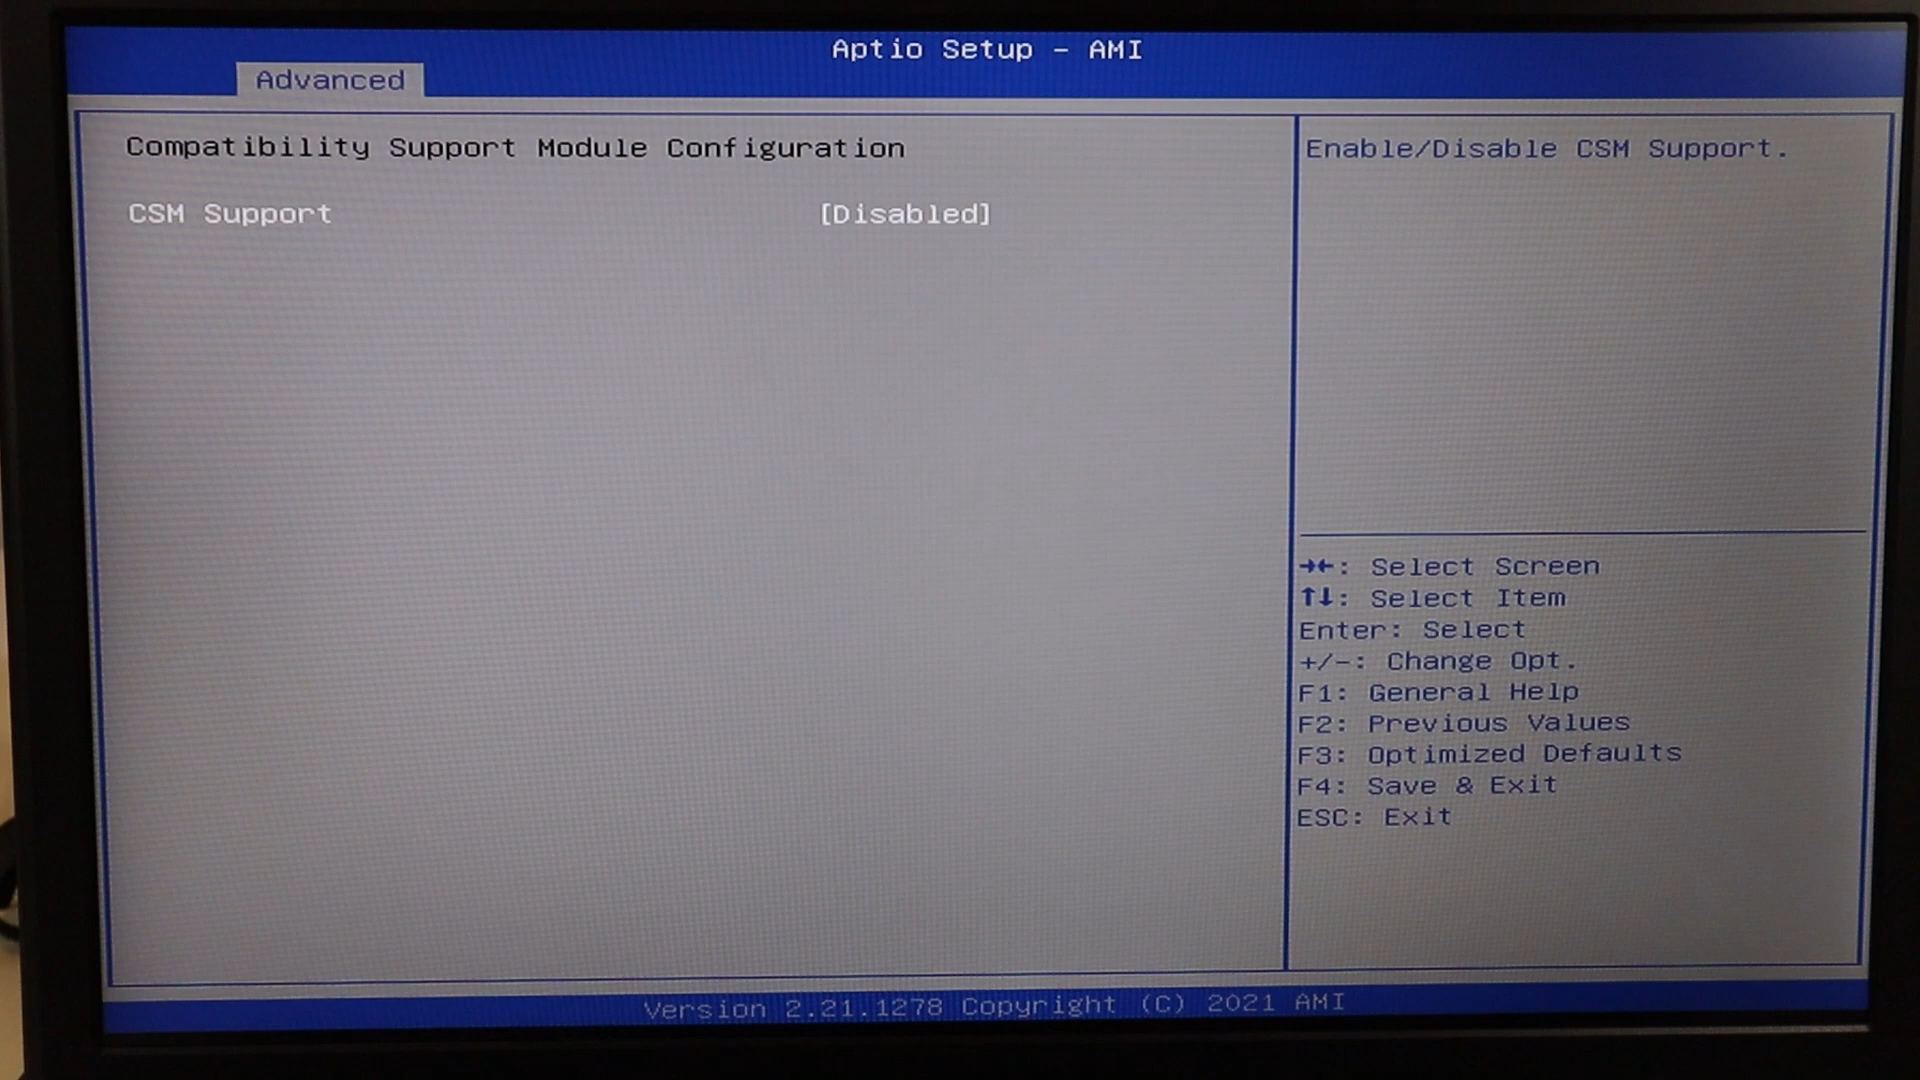 Aptio Setup – AMI
Advanced
Compatibility Support Module Configuration
CSM Support [Disabled]
Enable/Disable CSM Support.
→←: Select Screen
↑↓: Select Item
Enter: Select
+/-: Change Opt.
F1: General Help
F2: Previous Values
F3: Optimized Defaults
F4: Save & Exit
ESC: Exit
Version 2.21.1278 Copyright (C) 2021 AMI